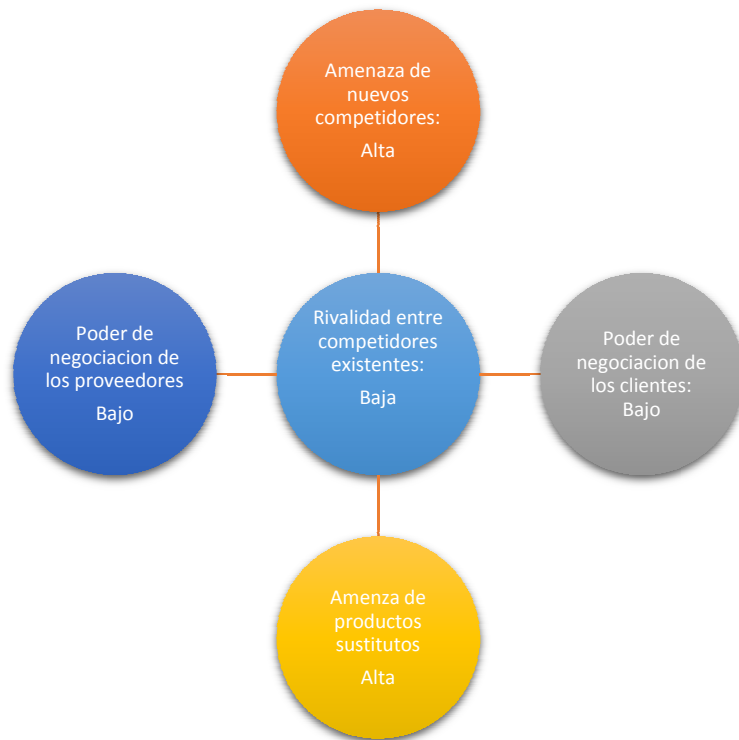 Amenaza de
nuevos
competidores:
Alta
Poder de
negociacion de
los proveedores
Bajo
Rivalidad entre
competidores
existentes:
Baja
Poder de
negociacion de
los clientes:
Bajo
Amenza de
productos
sustitutos
Alta